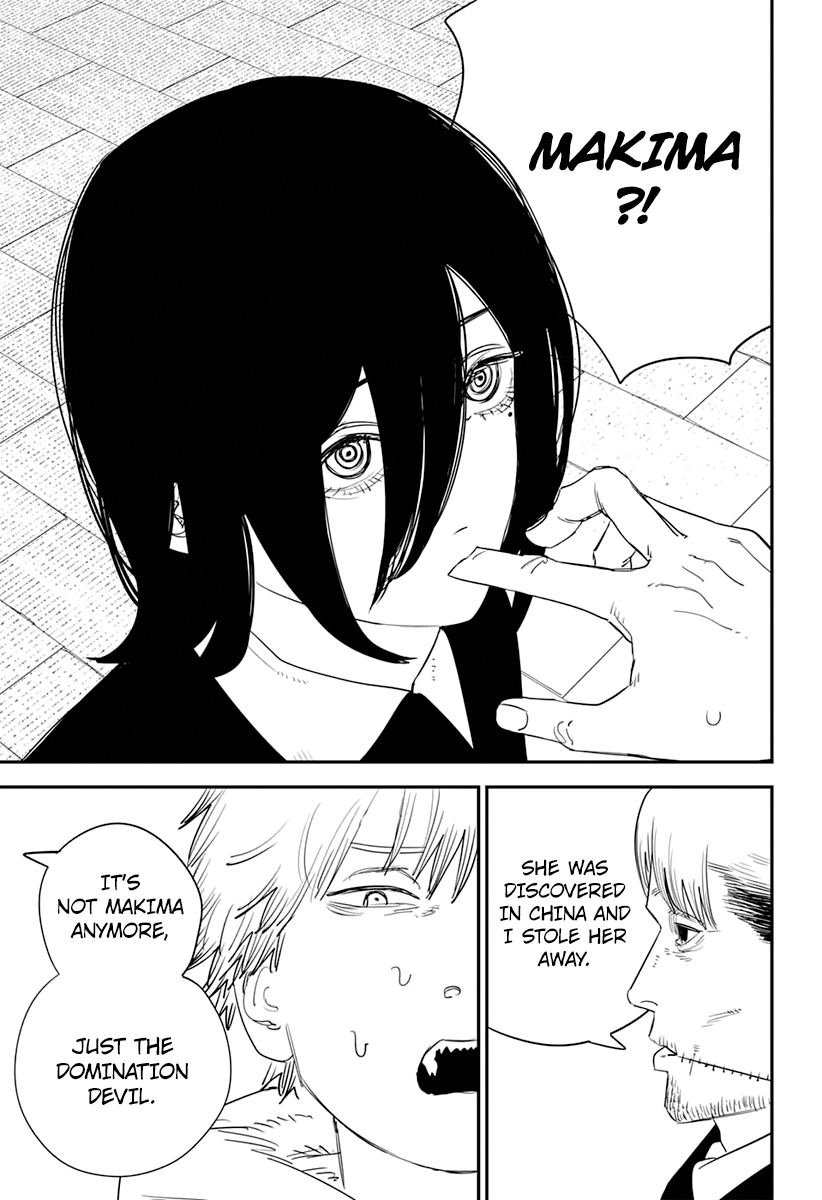 MAKIMA
?!
SHE WAS
DISCOVERED
IN CHINA AND
I STOLE HER
AWAY.
IT'S
NOT MAKIMA
ANYMORE,
JUST THE
DOMINATION
DEVIL.